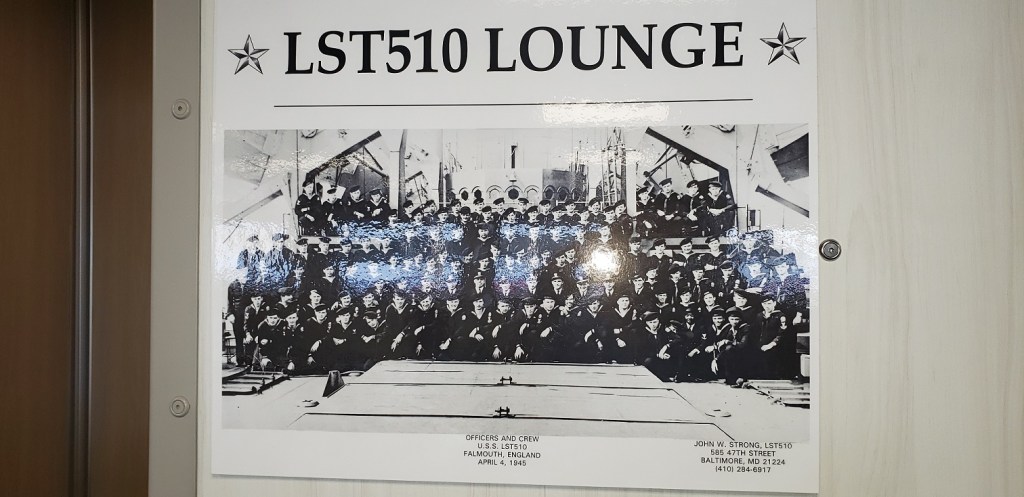 LST510 LOUNGE
OFFICERS AND CREW
U.S.S. LST510
FALMOUTH, ENGLAND
APRIL 4, 1945
JOHN W. STRONG, LST510
585 47TH STREET
BALTIMORE, MD 21224
(410) 284-6917